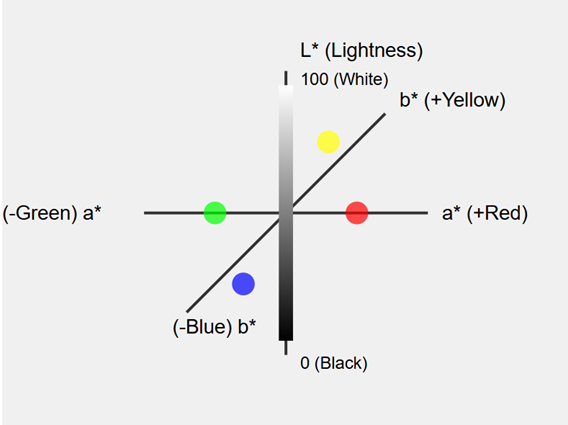 L* (Lightness)
100 (White)
b* (+Yellow)
(-Green) a*
a* (+Red)
(-Blue) b*
0 (Black)